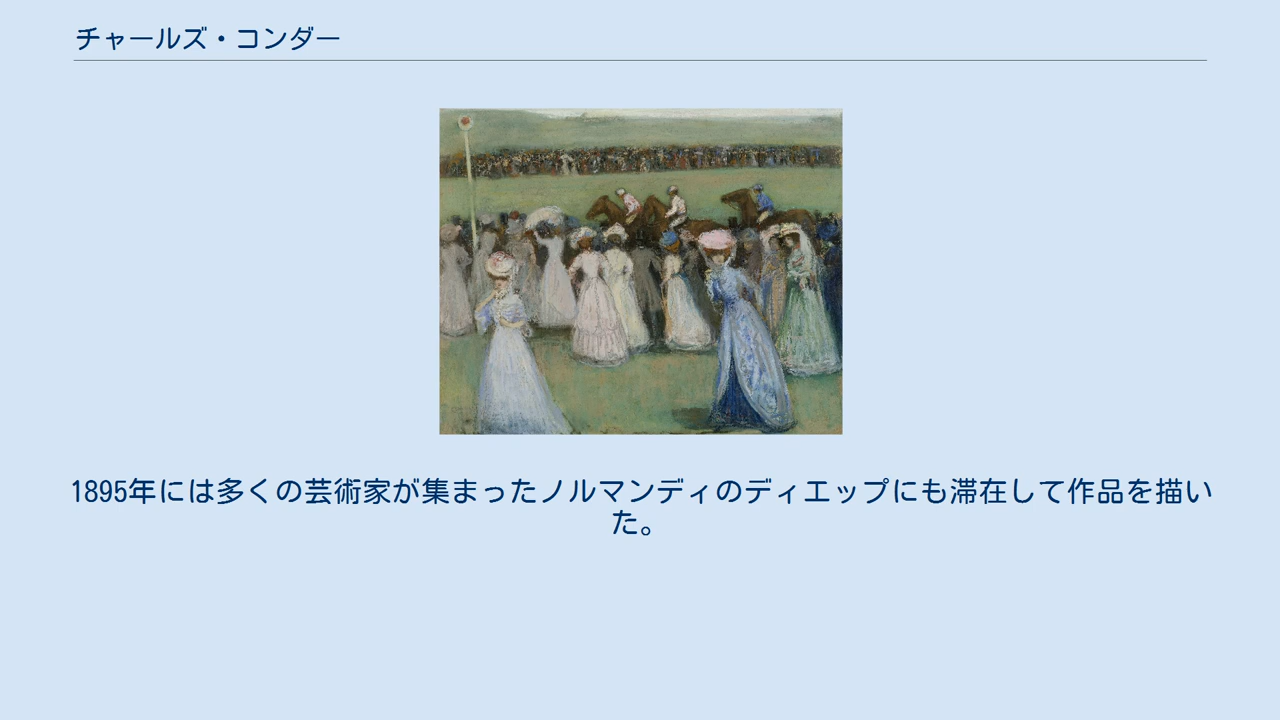 チャールズ・コンダー
1895年には多くの芸術家が集まったノルマンディのディエップにも滞在して作品を描い
た。